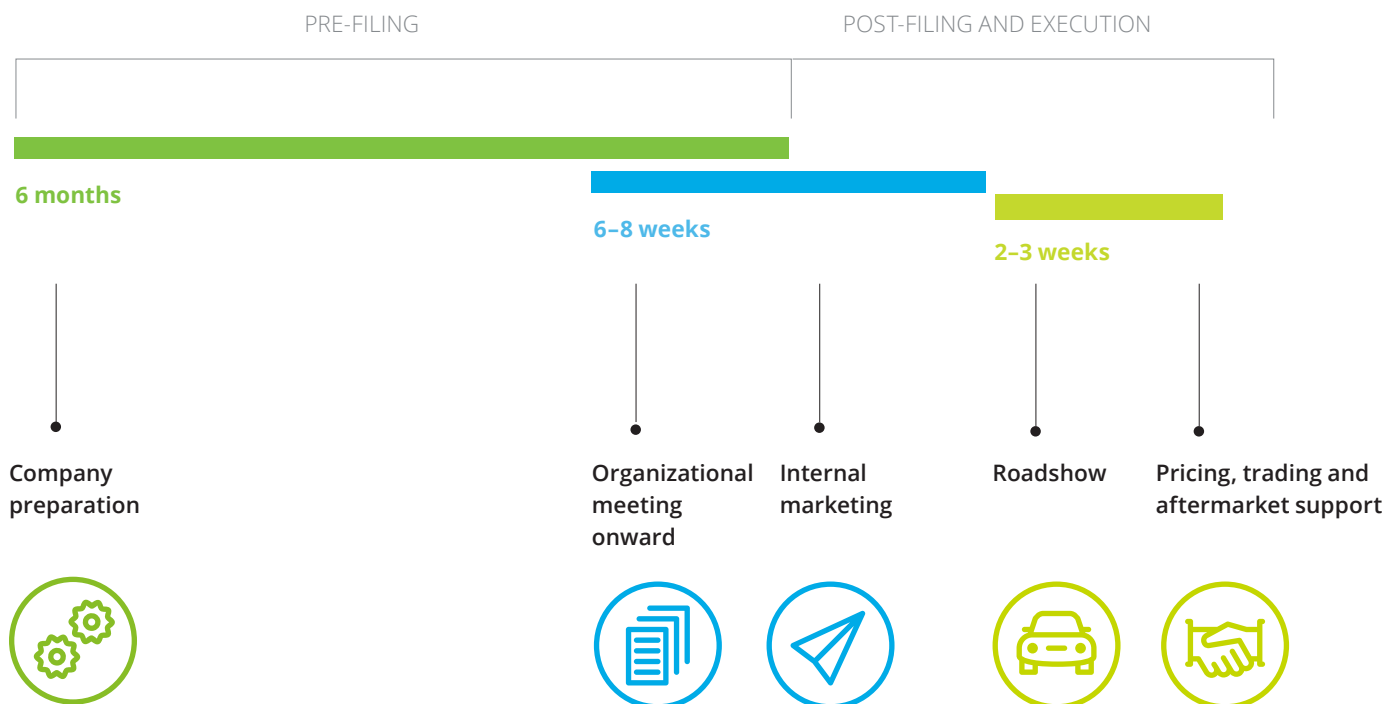 PRE-FILING
POST-FILING AND EXECUTION
6 months
6–8 weeks
2–3 weeks
Company
preparation
Organizational
meeting
onward
Internal
marketing
Roadshow
Pricing, trading and
aftermarket support